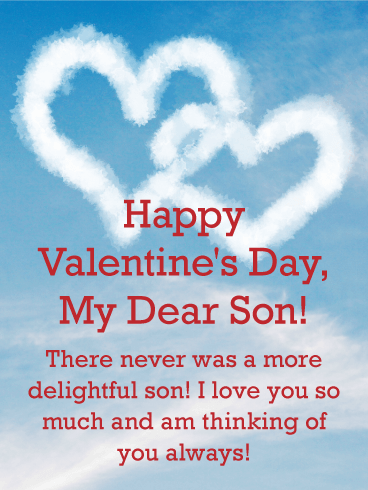 Happy
Valentine's Day,
My Dear Son!
There never was a more
delightful son! I love you so
much and am thinking of
you always!